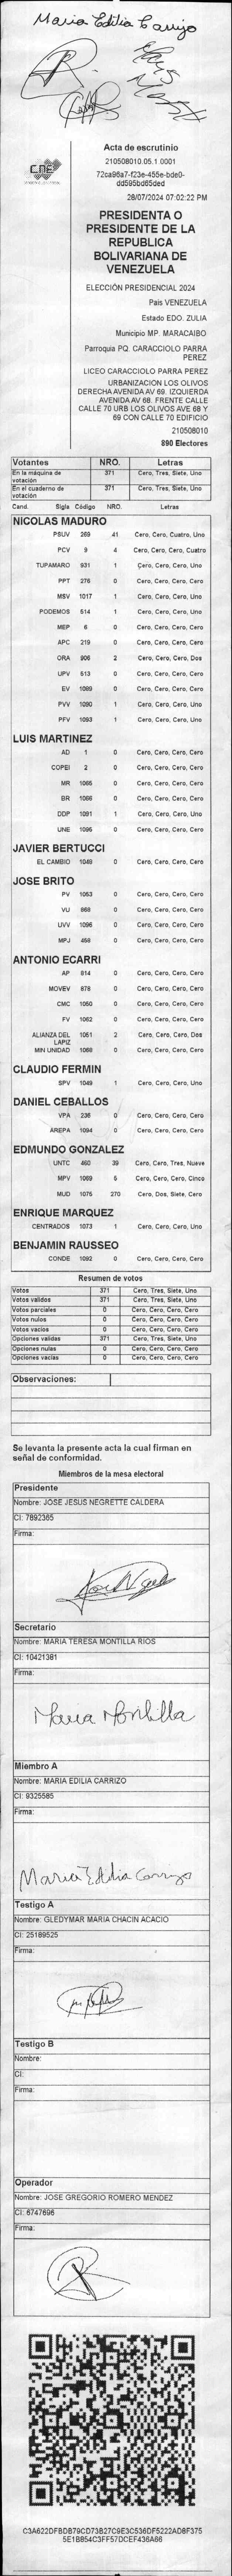 Maria Edilia Carrizo
CNE
Acta de escrutinio
210508010.05.1.0001
72ca96a7-f23e-455e-bde0-
dd595bd65ded
28/07/2024 07:02:22 PM
PRESIDENTA O
PRESIDENTE DE LA
REPUBLICA
BOLIVARIANA DE
VENEZUELA
ELECCIÓN PRESIDENCIAL 2024
Pais VENEZUELA
Estado EDO. ZULIA
Municipio MP. MARACAIBO
Parroquia PQ. CARACCIOLO PARRA
PEREZ
LICEO CARACCIOLO PARRA PEREZ
URBANIZACION LOS OLIVOS
DERECHA AVENIDA AV 69. IZQUIERDA
AVENIDA AV 68. FRENTE CALLE
CALLE 70 URB LOS OLIVOS AVE 68 Y
69 CON CALLE 70 EDIFICIO
210508010
890 Electores
Votantes NRO. Letras
En la máquina de votación 371 Cero, Tres, Siete, Uno
En el cuaderno de votación 371 Cero, Tres, Siete, Uno
Cand. Sigla Código NRO. Letras
NICOLAS MADURO
PSUV 269 41 Cero, Cero, Cuatro, Uno
PCV 9 4 Cero, Cero, Cero, Cuatro
TUPAMARO 931 1 Cero, Cero, Cero, Uno
PPT 276 0 Cero, Cero, Cero, Cero
MSV 1017 1 Cero, Cero, Cero, Uno
PODEMOS 514 1 Cero, Cero, Cero, Uno
MEP 6 0 Cero, Cero, Cero, Cero
APC 219 0 Cero, Cero, Cero, Cero
ORA 906 2 Cero, Cero, Cero, Dos
UPV 513 0 Cero, Cero, Cero, Cero
EV 1089 0 Cero, Cero, Cero, Cero
PVV 1090 1 Cero, Cero, Cero, Uno
PFV 1093 1 Cero, Cero, Cero, Uno
LUIS MARTINEZ
AD 1 0 Cero, Cero, Cero, Cero
COPEI 2 0 Cero, Cero, Cero, Cero
MR 1065 0 Cero, Cero, Cero, Cero
BR 1066 0 Cero, Cero, Cero, Cero
DDP 1091 1 Cero, Cero, Cero, Uno
UNE 1095 0 Cero, Cero, Cero, Cero
JAVIER BERTUCCI
EL CAMBIO 1049 0 Cero, Cero, Cero, Cero
JOSE BRITO
PV 1053 0 Cero, Cero, Cero, Cero
VU 869 0 Cero, Cero, Cero, Cero
UVV 1096 0 Cero, Cero, Cero, Cero
MPJ 458 0 Cero, Cero, Cero, Cero
ANTONIO ECARRI
AP 814 0 Cero, Cero, Cero, Cero
MOVEV 878 0 Cero, Cero, Cero, Cero
CMC 1050 0 Cero, Cero, Cero, Cero
FV 1062 0 Cero, Cero, Cero, Cero
ALIANZA DEL LAPIZ 1051 2 Cero, Cero, Cero, Dos
MIN UNIDAD 1068 0 Cero, Cero, Cero, Cero
CLAUDIO FERMIN
SPV 1049 1 Cero, Cero, Cero, Uno
DANIEL CEBALLOS
VPA 236 0 Cero, Cero, Cero, Cero
AREPA 1094 0 Cero, Cero, Cero, Cero
EDMUNDO GONZALEZ
UNTC 460 39 Cero, Cero, Tres, Nueve
MPV 1069 5 Cero, Cero, Cero, Cinco
MUD 1075 270 Cero, Dos, Siete, Cero
ENRIQUE MARQUEZ
CENTRADOS 1073 1 Cero, Cero, Cero, Uno
BENJAMIN RAUSSEO
CONDE 1092 0 Cero, Cero, Cero, Cero
Resumen de votos
Votos 371 Cero, Tres, Siete, Uno
Votos validos 371 Cero, Tres, Siete, Uno
Votos parciales 0 Cero, Cero, Cero, Cero
Votos nulos 0 Cero, Cero, Cero, Cero
Votos vacios 0 Cero, Cero, Cero, Cero
Opciones validas 371 Cero, Tres, Siete, Uno
Opciones nulas 0 Cero, Cero, Cero, Cero
Opciones vacias 0 Cero, Cero, Cero, Cero
Observaciones:
Se levanta la presente acta la cual firman en
señal de conformidad.
Miembros de la mesa electoral
Presidente
Nombre: JOSE JESUS NEGRETTE CALDERA
CI: 7892365
Firma:
Secretario
Nombre: MARIA TERESA MONTILLA RIOS
CI: 10421381
Firma:
Maria Montilla
Miembro A
Nombre: MARIA EDILIA CARRIZO
CI: 9325585
Firma:
Maria Edilia Carrizo
Testigo A
Nombre: GLEDYMAR MARIA CHACIN ACACIO
CI: 25189525
Firma:
Testigo B
Nombre:
CI:
Firma:
Operador
Nombre: JOSE GREGORIO ROMERO MENDEZ
CI: 6747696
Firma:
C3A622DFBDB79CD73B27C9E3C536DF5222AD8F375
5E1B854C3FF57DCEF436A86